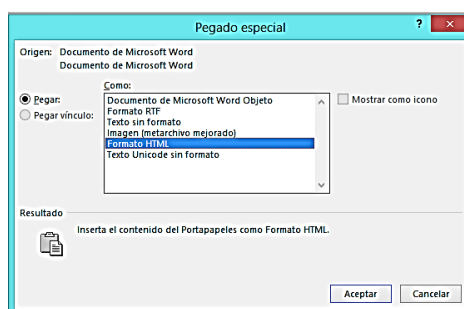 Pegado especial
Origen: Documento de Microsoft Word
Documento de Microsoft Word
Como:
Pegar:
Pegar vínculo:
Documento de Microsoft Word Objeto
Formato RTF
Texto sin formato
Imagen (metarchivo mejorado)
Formato HTML
Texto Unicode sin formato
Mostrar como icono
Resultado
Inserta el contenido del Portapapeles como Formato HTML.
Aceptar
Cancelar